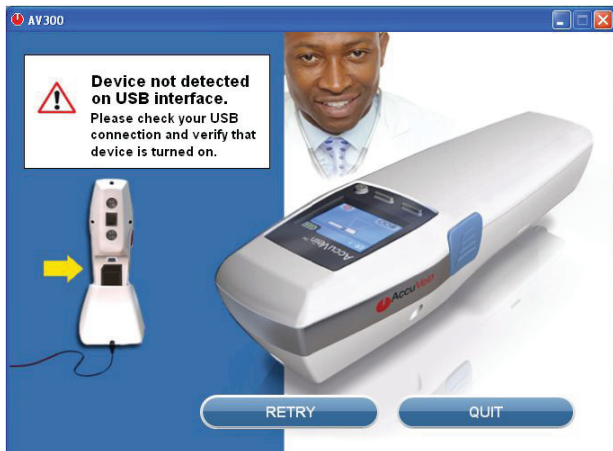 AV300
Device not detected
on USB interface.
Please check your USB
connection and verify that
device is turned on.
AccuVein™
AccuVein
RETRY
QUIT